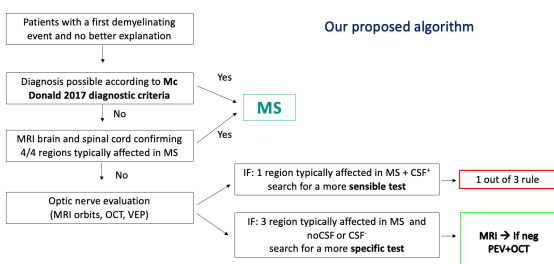 Our proposed algorithm
Patients with a first demyelinating
event and no better explanation
Diagnosis possible according to Mc
Donald 2017 diagnostic criteria
Yes
MS
No
MRI brain and spinal cord confirming
4/4 regions typically affected in MS
Yes
No
Optic nerve evaluation
(MRI orbits, OCT, VEP)
IF: 1 region typically affected in MS + CSF⁺
search for a more sensible test
1 out of 3 rule
IF: 3 region typically affected in MS and
noCSF or CSF⁻
search for a more specific test
MRI → If neg
PEV+OCT